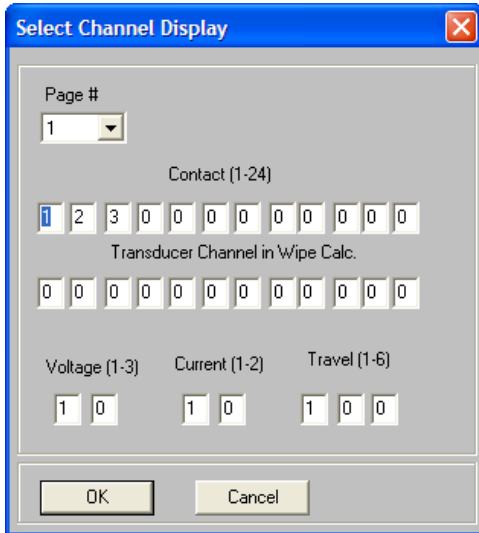 Select Channel Display
Page #
1
Contact (1-24)
1 2 3 0 0 0 0 0 0 0 0 0
Transducer Channel in Wipe Calc.
0 0 0 0 0 0 0 0 0 0 0 0
Voltage (1-3) Current (1-2) Travel (1-6)
1 0 1 0 1 0 0
OK Cancel